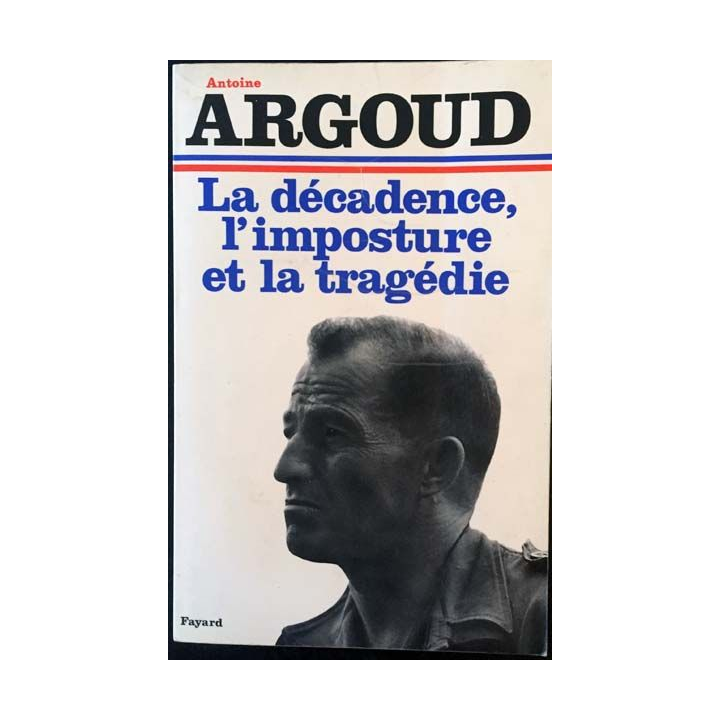 Antoine
ARGOUD
La décadence,
l'imposture
et la tragédie
Fayard